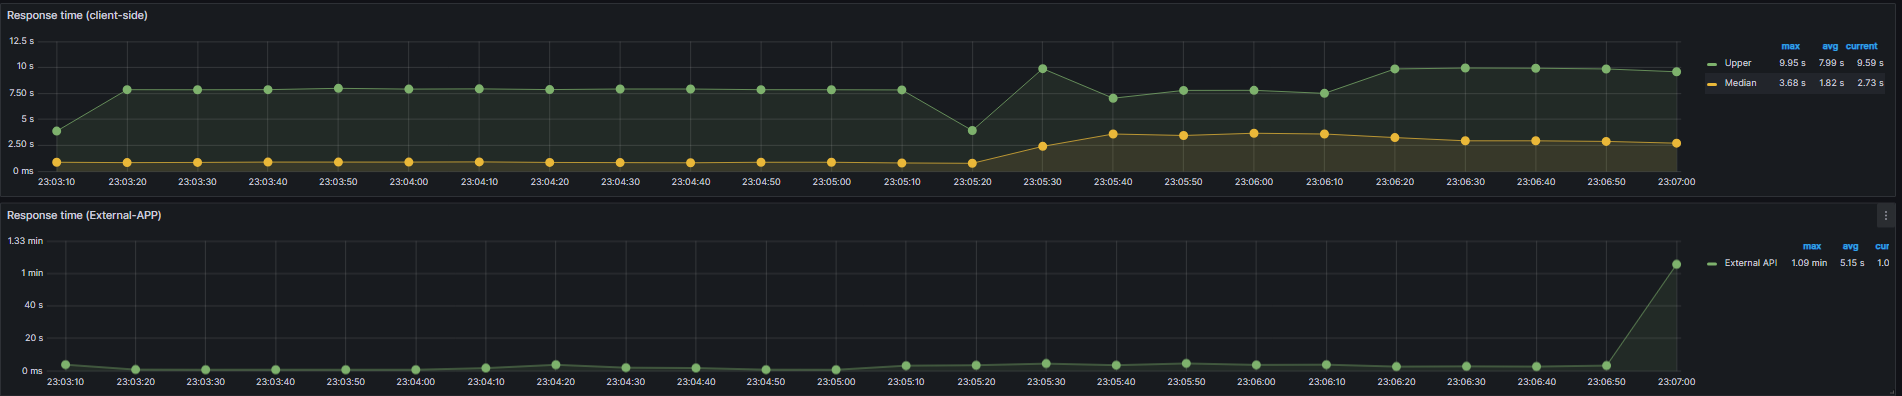 Response time (client-side)
12.5 s
10 s
7.50 s
5 s
2.50 s
0 ms
23:03:10 23:03:20 23:03:30 23:03:40 23:03:50 23:04:00 23:04:10 23:04:20 23:04:30 23:04:40 23:04:50 23:05:00 23:05:10 23:05:20 23:05:30 23:05:40 23:05:50 23:06:00 23:06:10 23:06:20 23:06:30 23:06:40 23:06:50 23:07:00
max avg current
Upper 9.95 s 7.99 s 9.59 s
Median 3.68 s 1.82 s 2.73 s
Response time (External-APP)
1.33 min
1 min
40 s
20 s
0 ms
23:03:10 23:03:20 23:03:30 23:03:40 23:03:50 23:04:00 23:04:10 23:04:20 23:04:30 23:04:40 23:04:50 23:05:00 23:05:10 23:05:20 23:05:30 23:05:40 23:05:50 23:06:00 23:06:10 23:06:20 23:06:30 23:06:40 23:06:50 23:07:00
max avg cur
External API 1.09 min 5.15 s 1.0